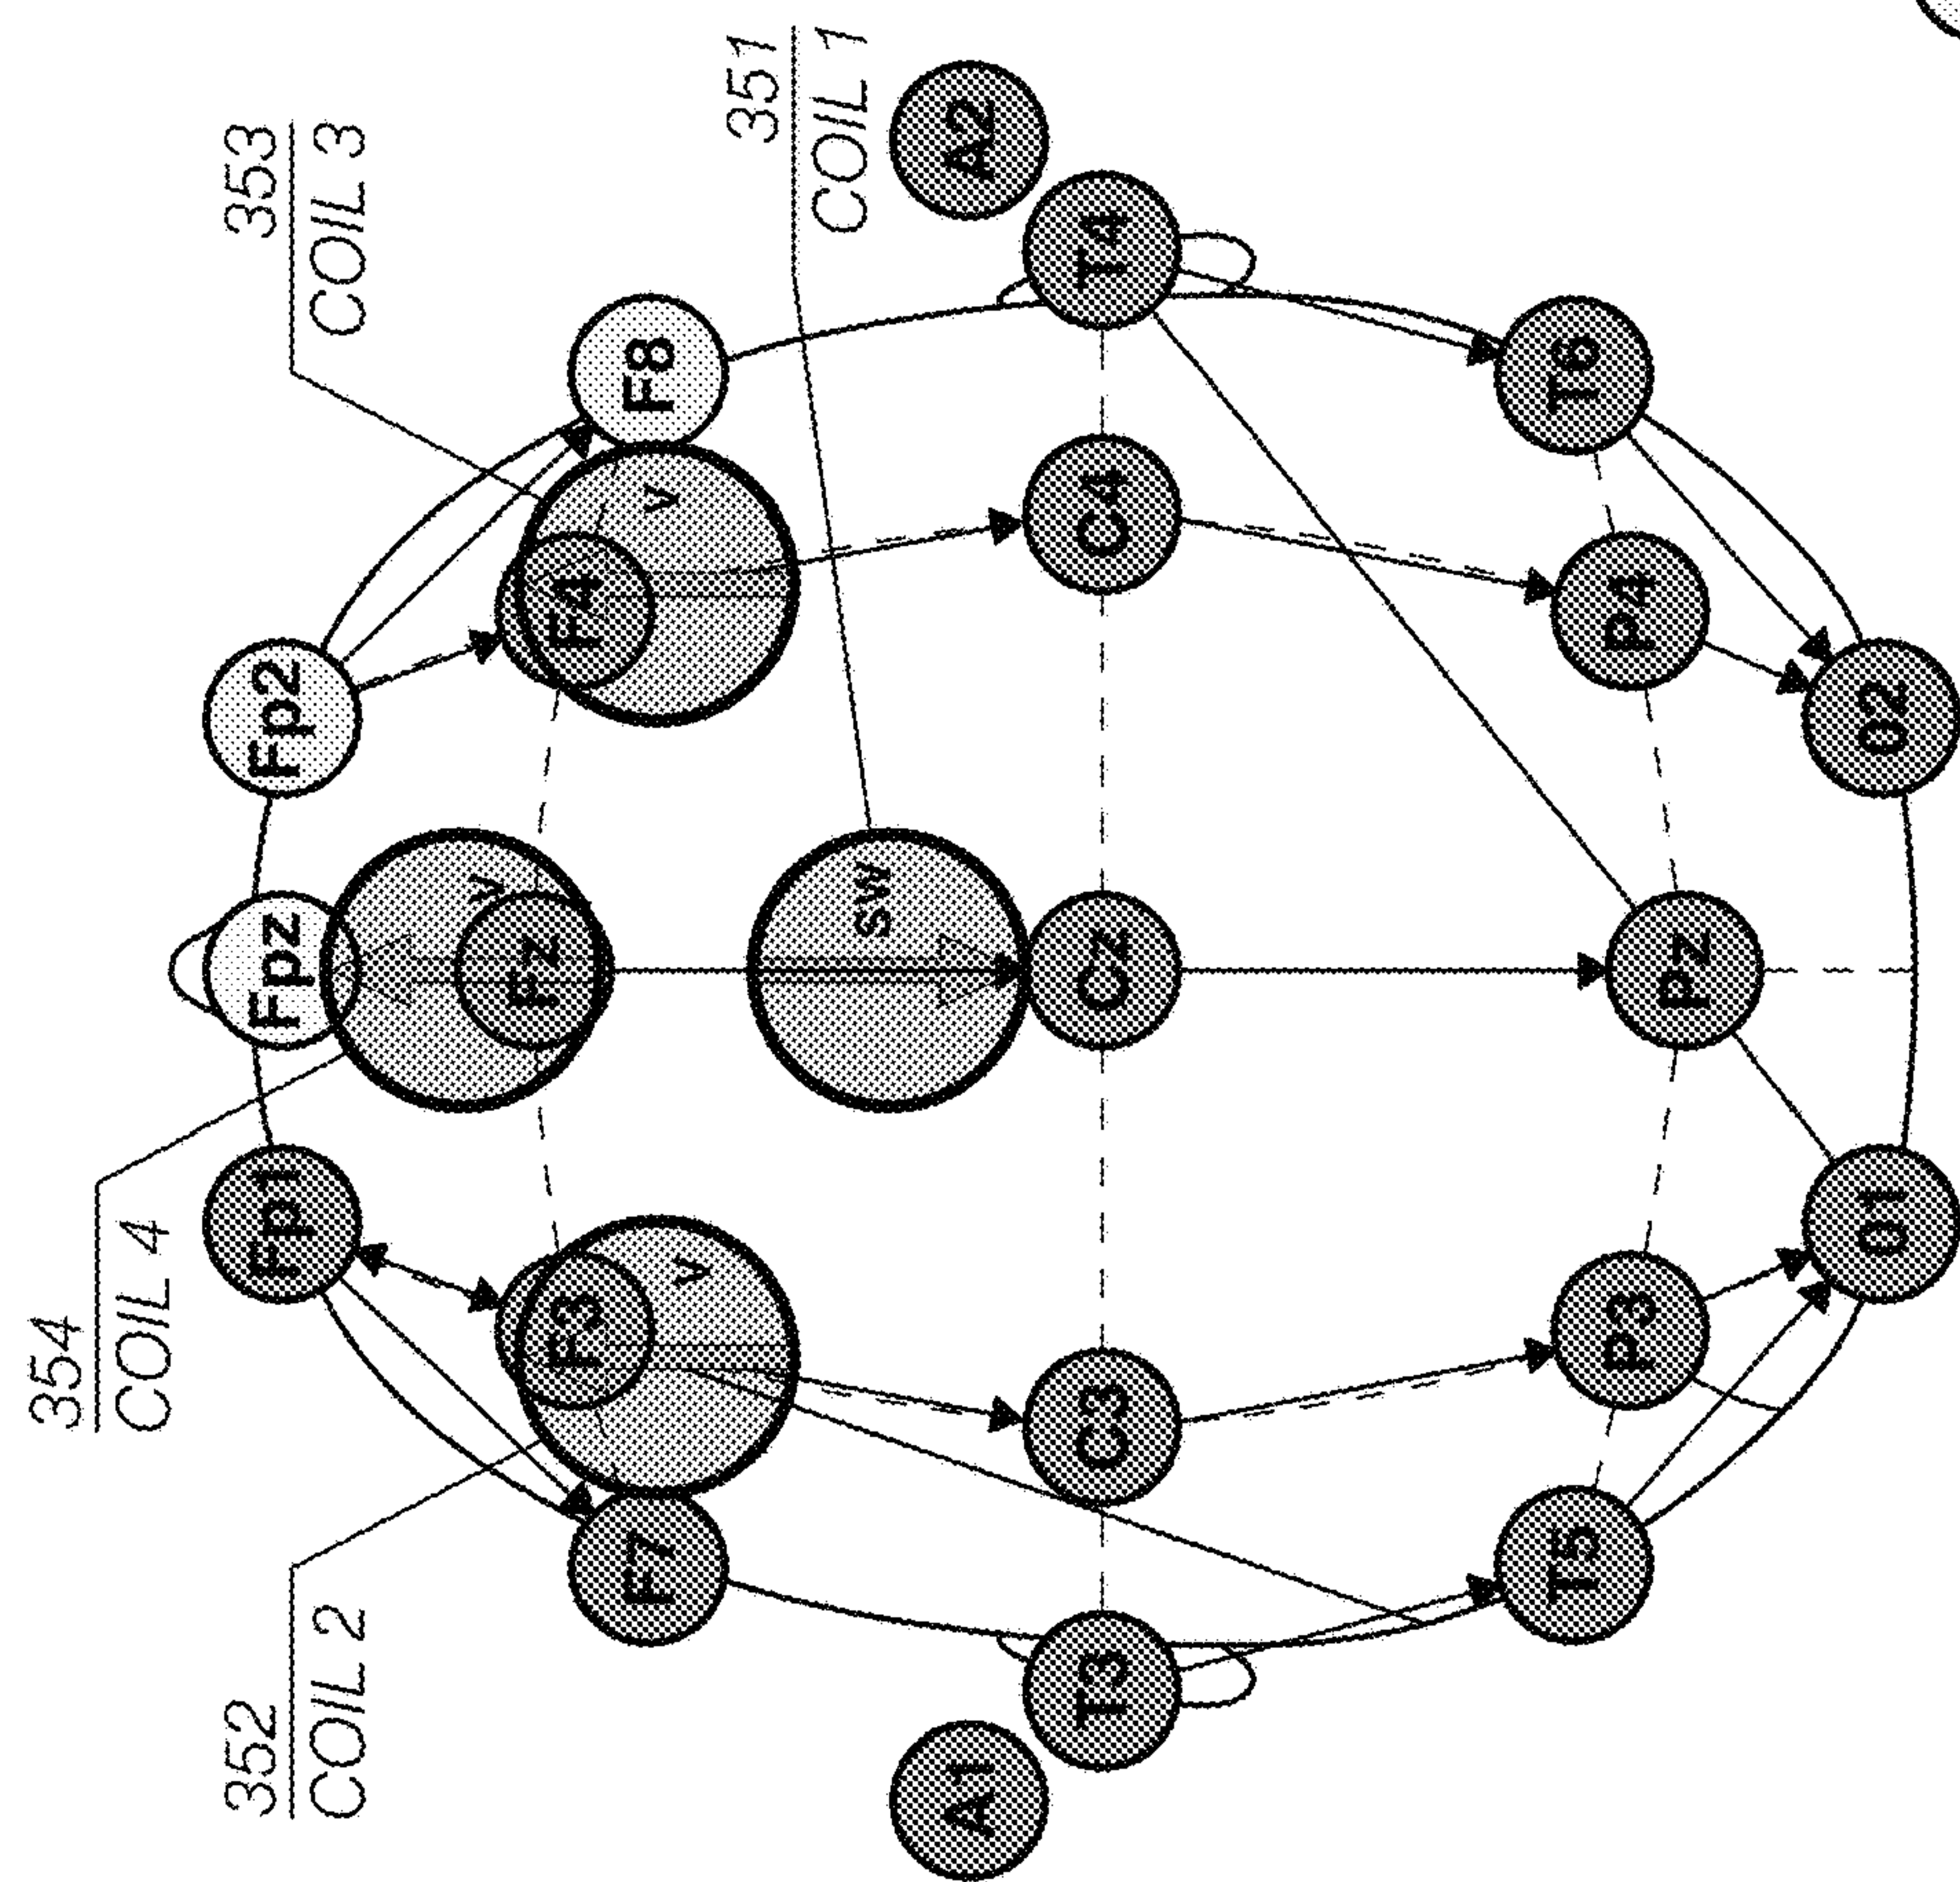 354
COIL 4
352
COIL 2
353
COIL 3
351
COIL 1
Fp1
Fpz
Fp2
F7
F3
v
Fz
v
F4
v
F8
SW
A1
A2
T3
C3
Cz
C4
T4
T5
P3
Pz
P4
T6
O1
O2